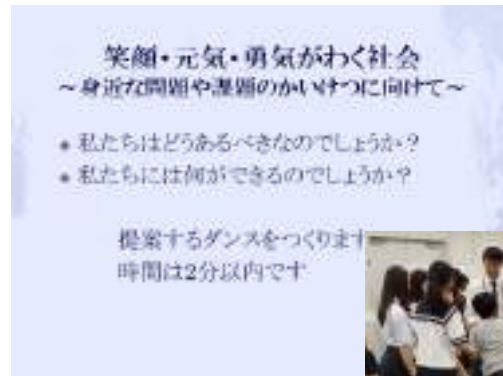 笑顔・元気・勇気がわく社会
～身近な問題や課題のかいけつに向けて～
● 私たちはどうあるべきなのでしょうか？
● 私たちには何ができるのでしょうか？
提案するダンスをつくります
時間は2分以内です